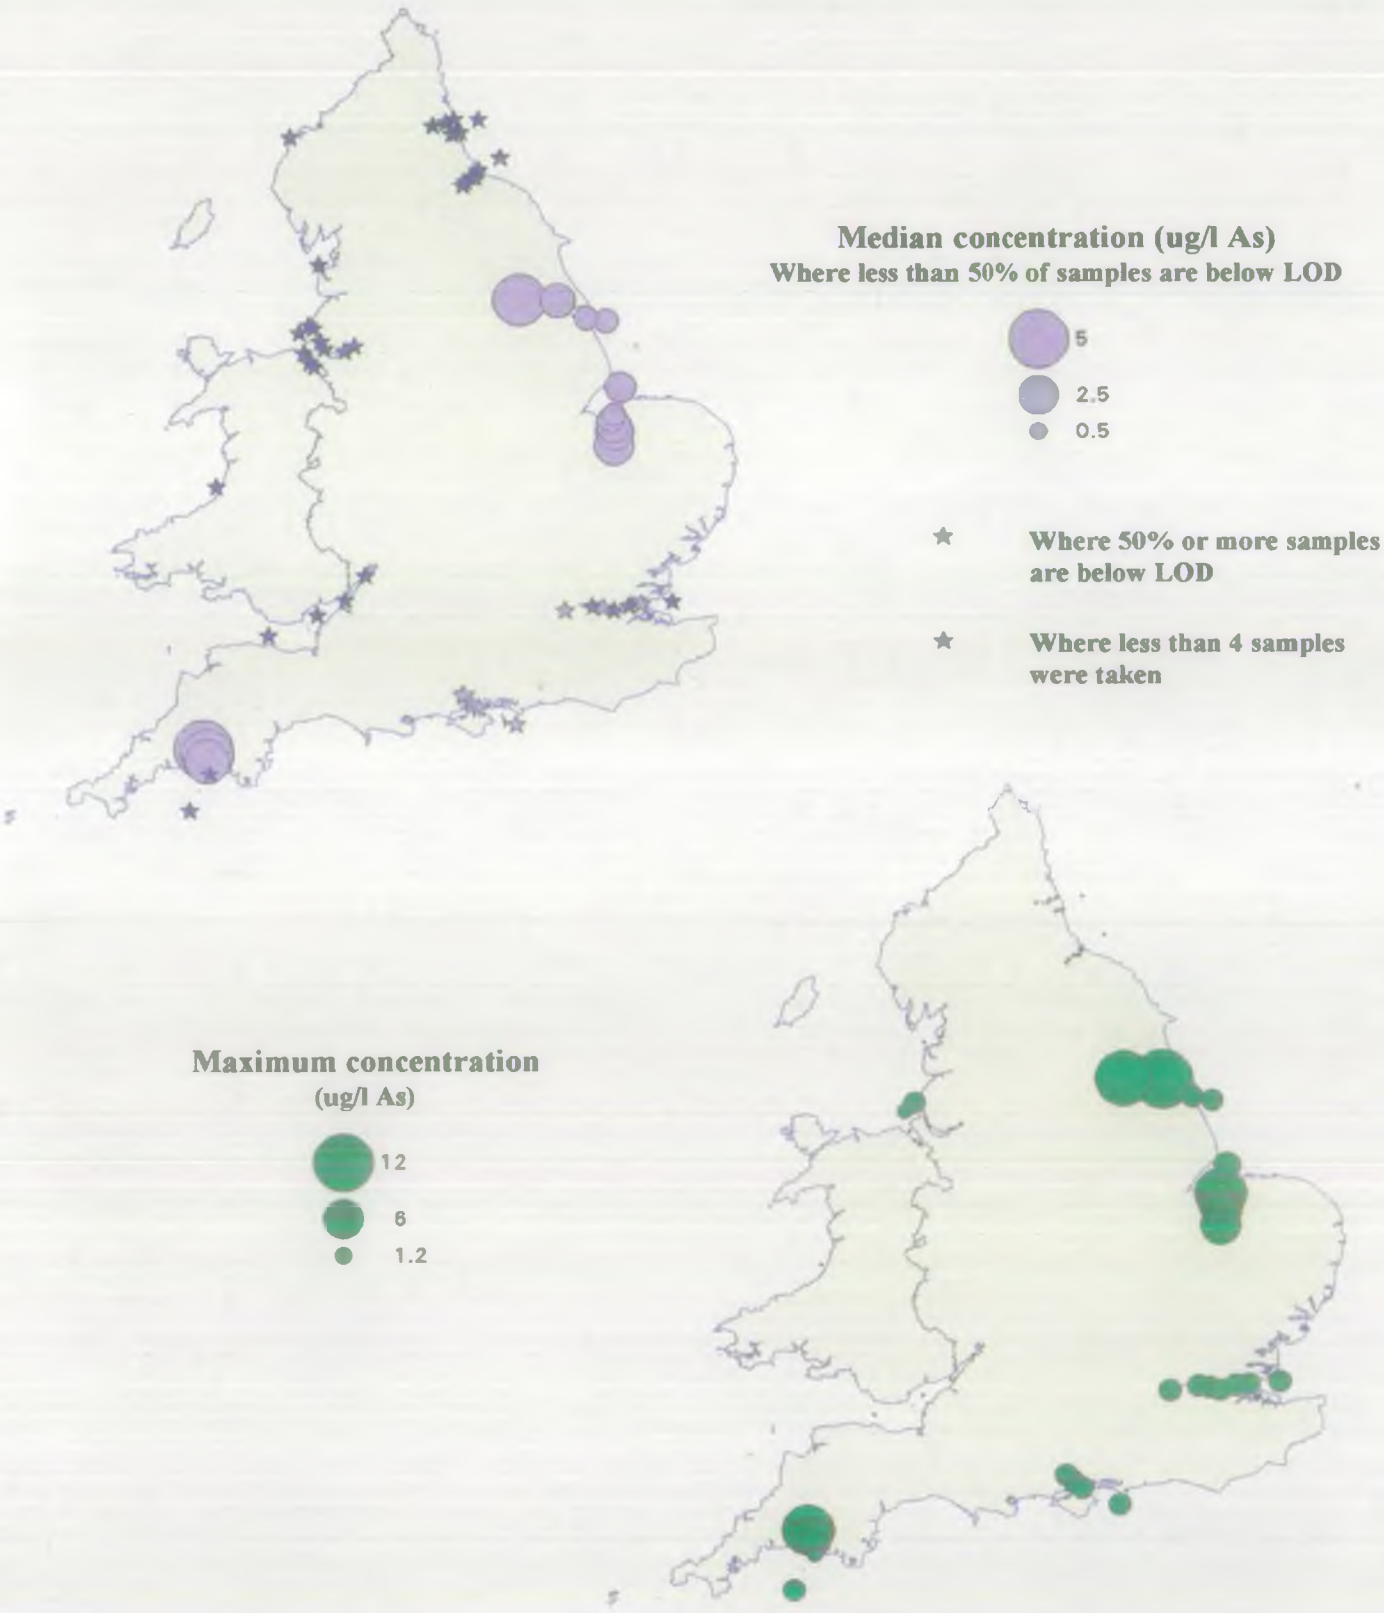 Median concentration (ug/l As)
Where less than 50% of samples are below LOD
5
2.5
0.5
Where 50% or more samples
are below LOD
Where less than 4 samples
were taken
Maximum concentration
(ug/l As)
12
6
1.2